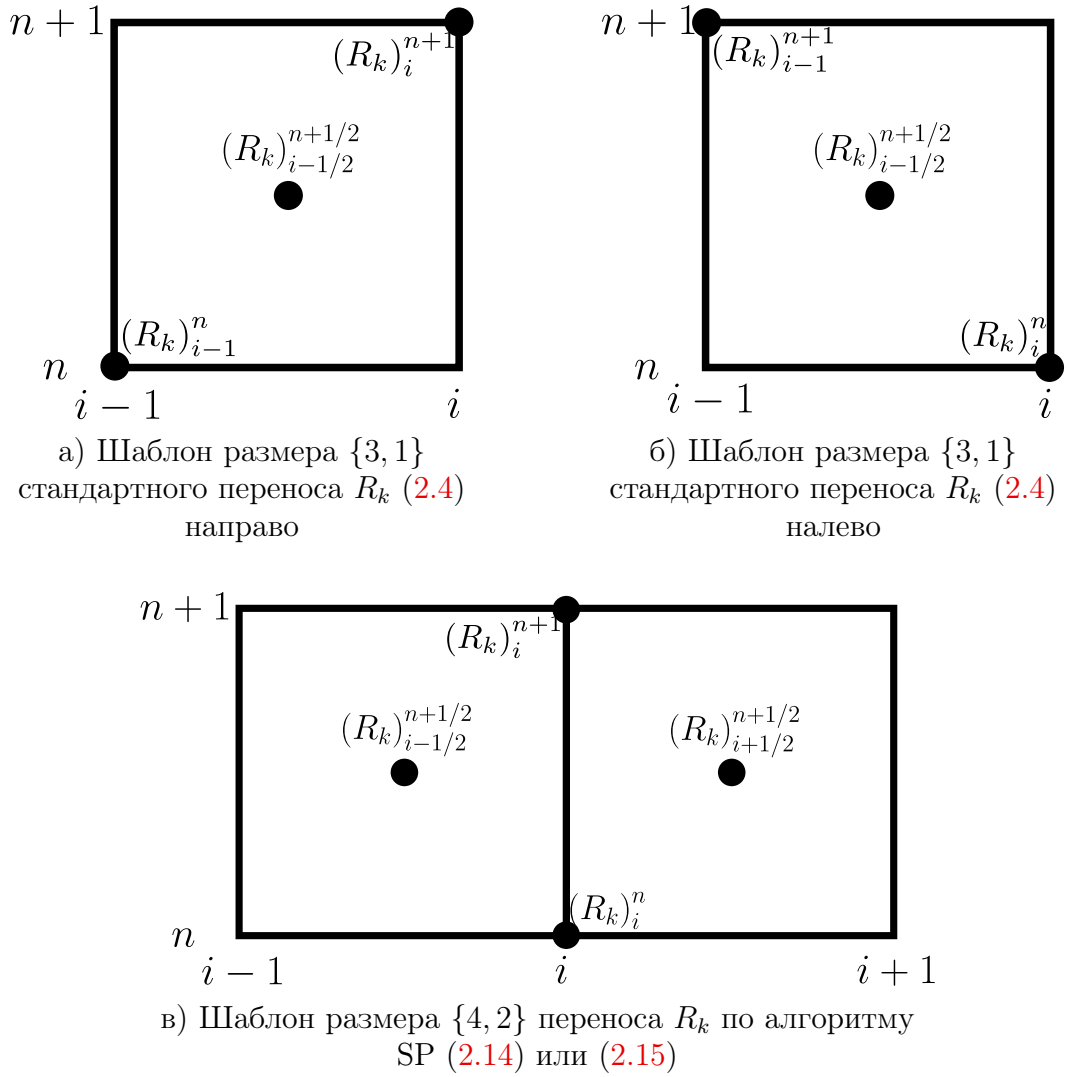 n + 1
(R_k)_i^{n+1}
(R_k)_{i-1/2}^{n+1/2}
(R_k)_{i-1}^n
n
i − 1
i
а) Шаблон размера {3, 1}
стандартного переноса R_k (2.4)
направо
n + 1
(R_k)_{i-1}^{n+1}
(R_k)_{i-1/2}^{n+1/2}
(R_k)_i^n
n
i − 1
i
б) Шаблон размера {3, 1}
стандартного переноса R_k (2.4)
налево
n + 1
(R_k)_i^{n+1}
(R_k)_{i-1/2}^{n+1/2}
(R_k)_{i+1/2}^{n+1/2}
(R_k)_i^n
n
i − 1
i
i + 1
в) Шаблон размера {4, 2} переноса R_k по алгоритму
SP (2.14) или (2.15)